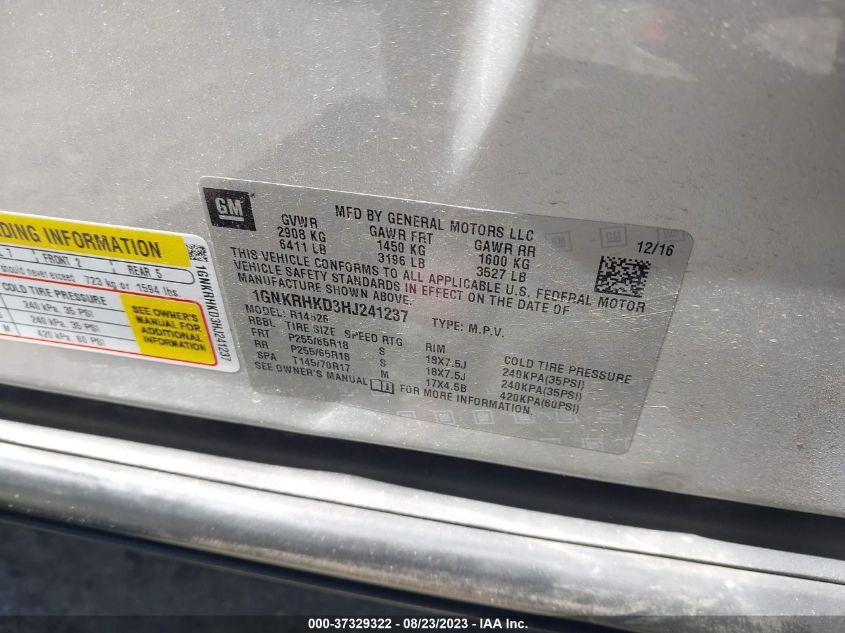 GM
MFD BY GENERAL MOTORS LLC
12/16
GVWR GAWR FRT GAWR RR
2908 KG 1450 KG 1600 KG
6411 LB 3196 LB 3527 LB
THIS VEHICLE CONFORMS TO ALL APPLICABLE U.S. FEDERAL MOTOR
VEHICLE SAFETY STANDARDS IN EFFECT ON THE DATE OF
MANUFACTURE SHOWN ABOVE.
1GNKRHKD3HJ241237 TYPE: M.P.V.
MODEL: R14526
RBBL TIRE SIZE SPEED RTG RIM COLD TIRE PRESSURE
FRT P255/65R18 S 18X7.5J 240KPA(35PSI)
RR P255/65R18 S 18X7.5J 240KPA(35PSI)
SPA T145/70R17 M 17X4.5B 420KPA(60PSI)
SEE OWNER'S MANUAL FOR MORE INFORMATION
DING INFORMATION
7 FRONT 2 REAR 5
should never exceed 723 kg or 1594 lbs.
COLD TIRE PRESSURE
240 kPa, 35 PSI
240 kPa, 35 PSI
420 kPa, 60 PSI
SEE OWNER'S
MANUAL FOR
ADDITIONAL
INFORMATION
1GNKRHKD3HJ241237
000-37329322 - 08/23/2023 - IAA Inc.